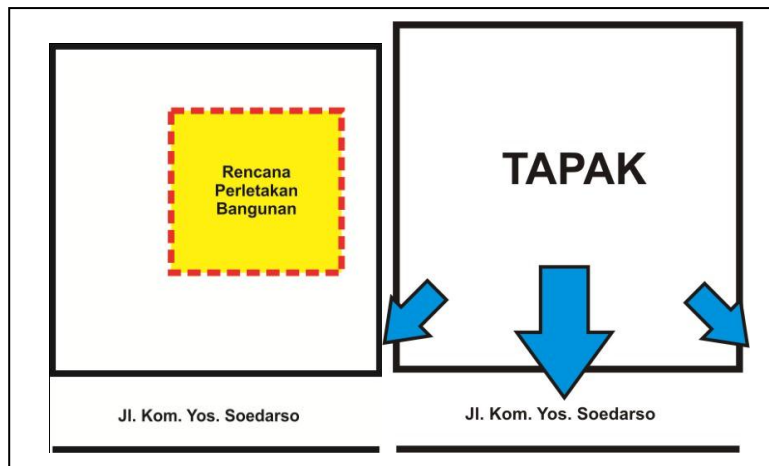 Rencana
Perletakan
Bangunan
Jl. Kom. Yos. Soedarso
TAPAK
Jl. Kom. Yos. Soedarso